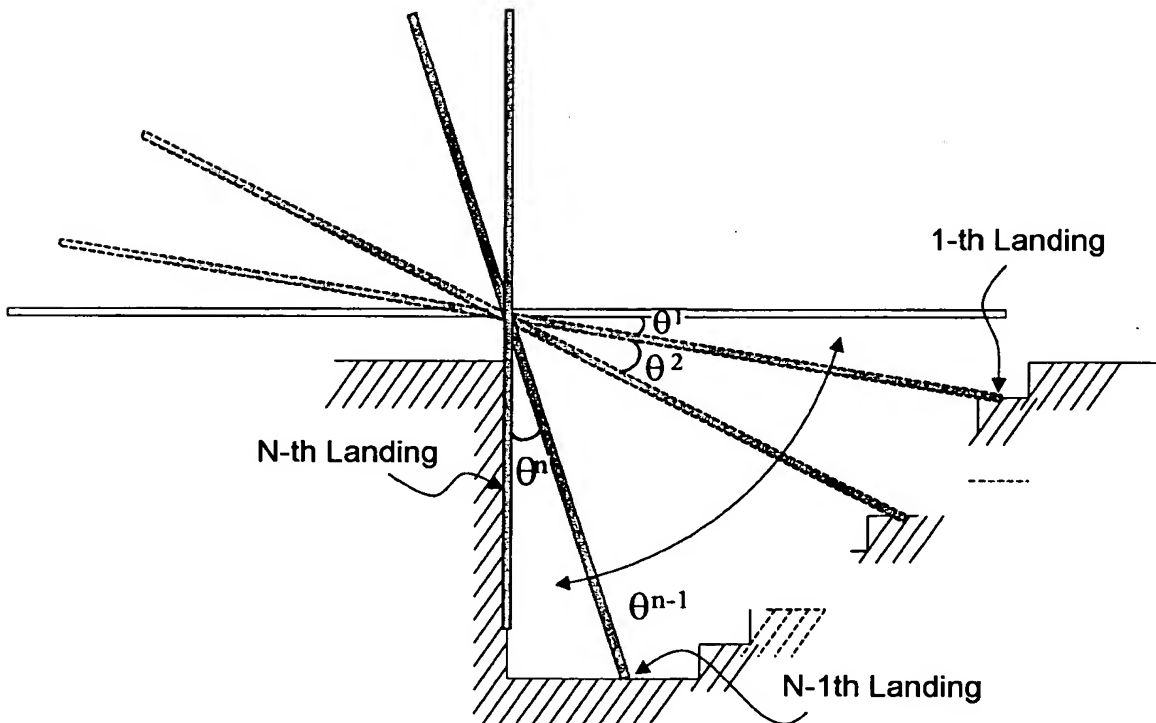 1-th Landing
θ¹
θ²
N-th Landing
θⁿ
θⁿ⁻¹
N-1th Landing